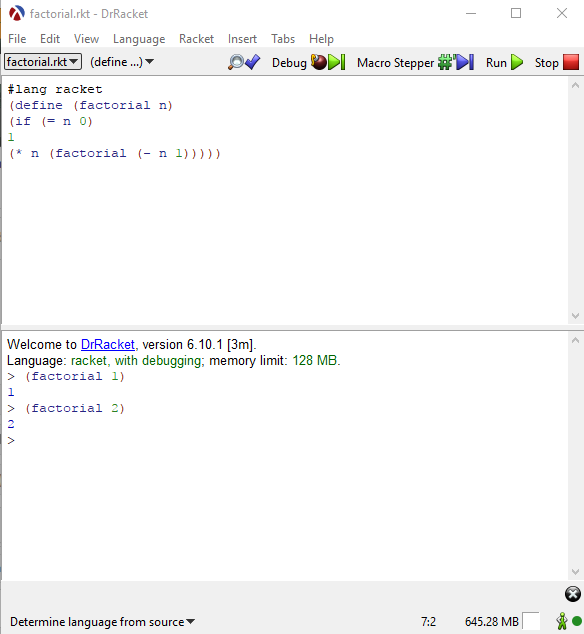 factorial.rkt - DrRacket
File Edit View Language Racket Insert Tabs Help
factorial.rkt (define ...) Debug Macro Stepper Run Stop
#lang racket
(define (factorial n)
(if (= n 0)
1
(* n (factorial (- n 1)))))
Welcome to DrRacket, version 6.10.1 [3m].
Language: racket, with debugging; memory limit: 128 MB.
> (factorial 1)
1
> (factorial 2)
2
>
Determine language from source 7:2 645.28 MB